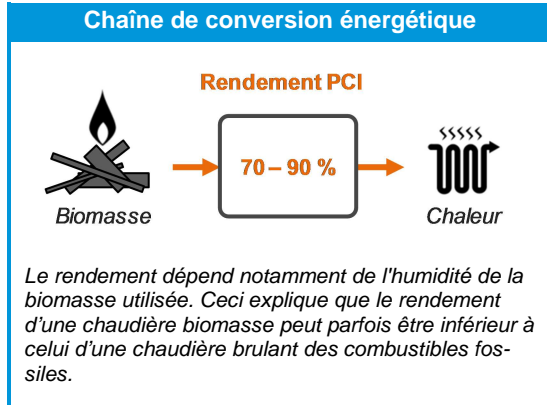 Chaîne de conversion énergétique
Rendement PCI
70 – 90 %
Biomasse
Chaleur
Le rendement dépend notamment de l'humidité de la
biomasse utilisée. Ceci explique que le rendement
d’une chaudière biomasse peut parfois être inférieur à
celui d’une chaudière brulant des combustibles fos-
siles.